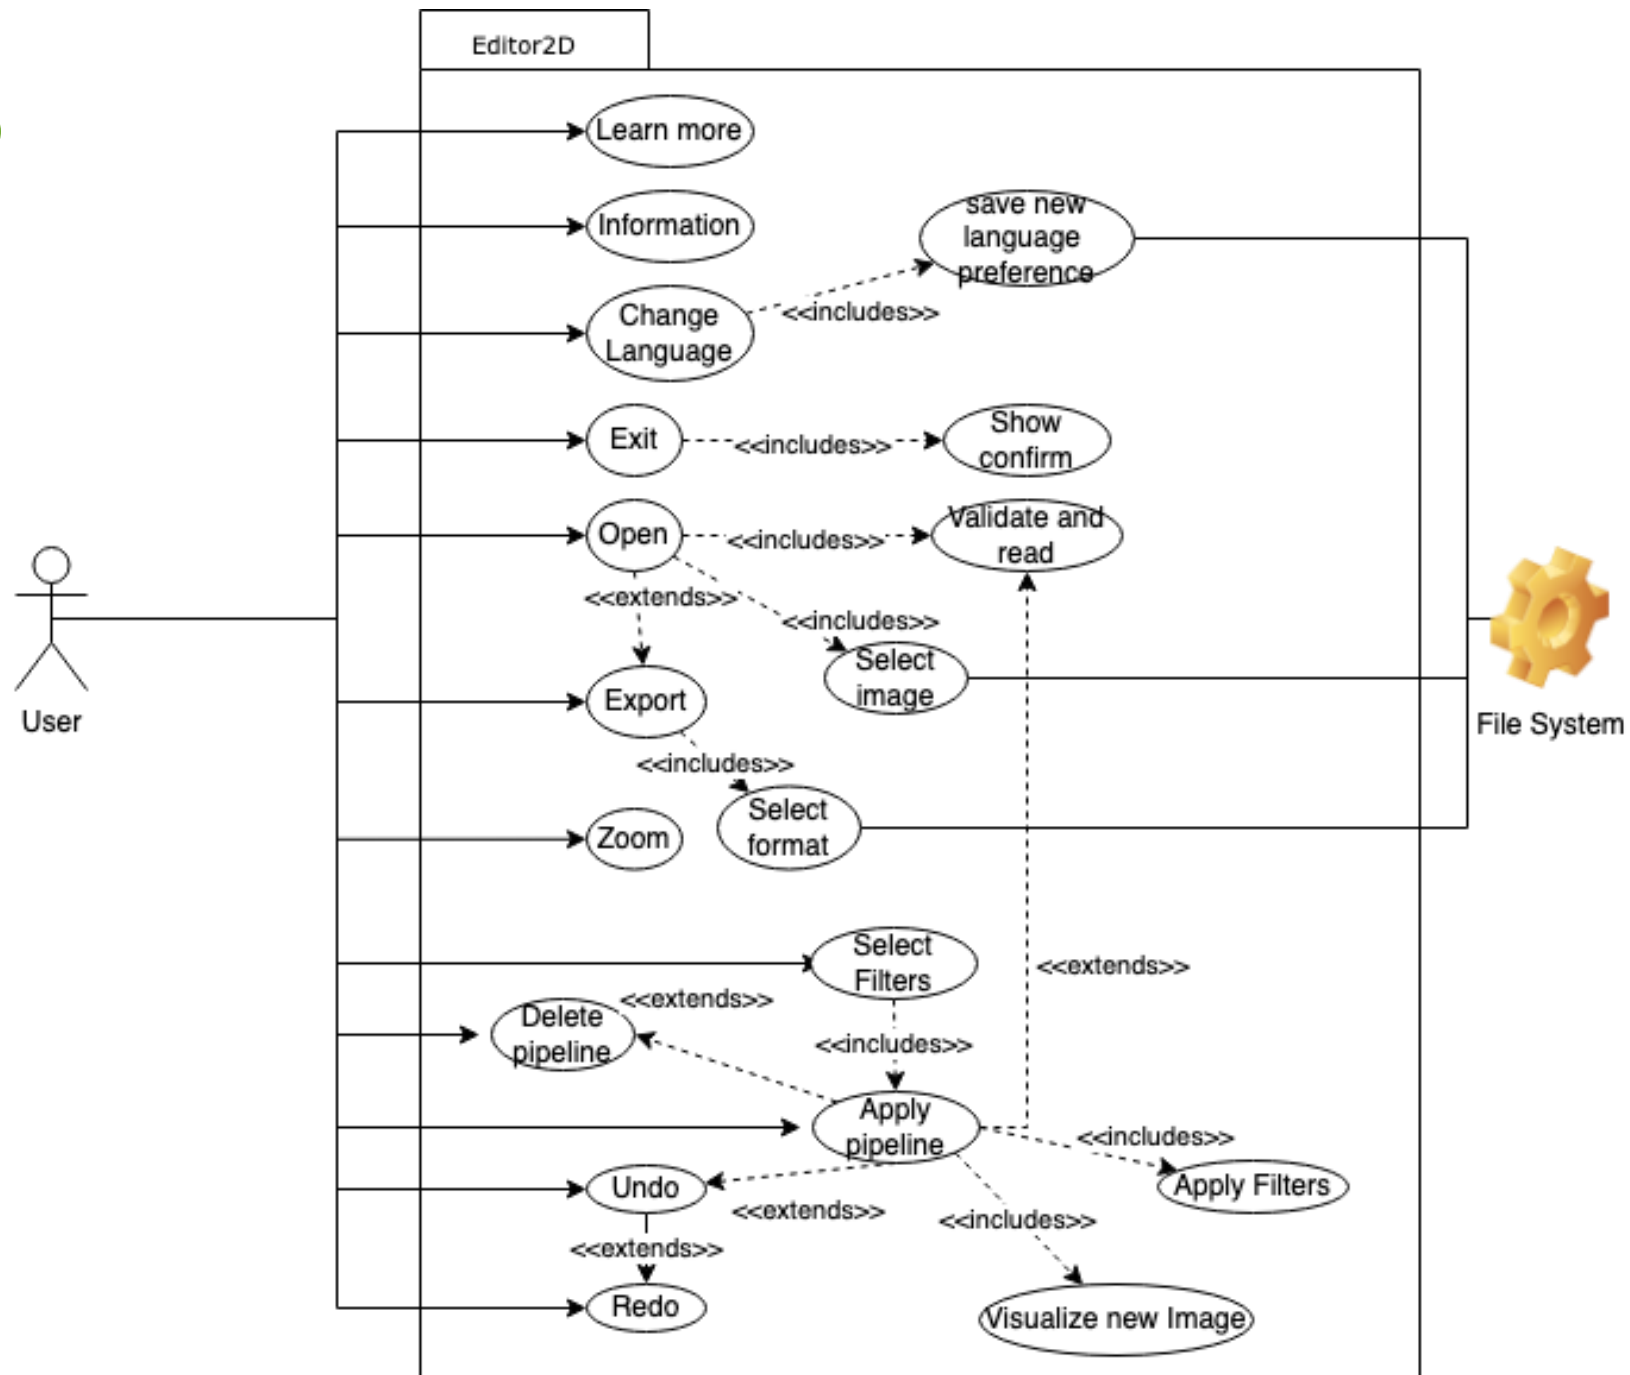 Editor2D
Learn more
Information
save new
language
preference
<<includes>>
Change
Language
Exit
<<includes>>
Show
confirm
Open
<<includes>>
Validate and
read
<<extends>>
<<includes>>
Select
image
Export
<<includes>>
Select
format
Zoom
User
File System
Select
Filters
<<extends>>
<<extends>>
Delete
pipeline
<<includes>>
Apply
pipeline
<<includes>>
Apply Filters
Undo
<<extends>>
<<includes>>
<<extends>>
Redo
Visualize new Image